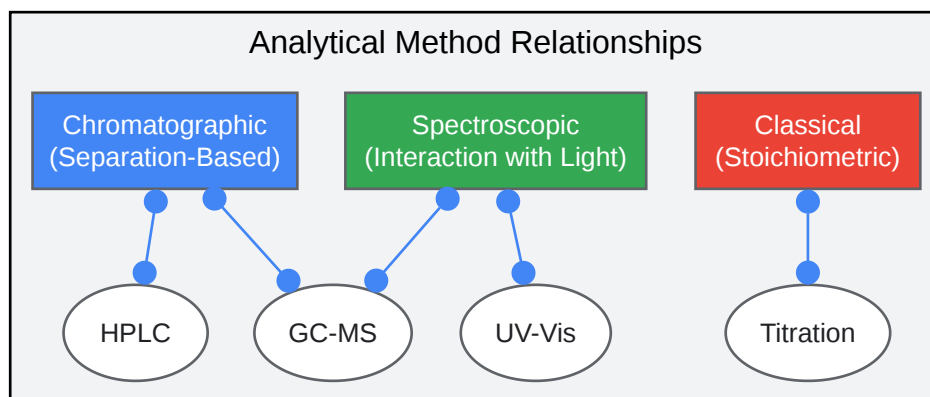 Analytical Method Relationships
Chromatographic
(Separation-Based)
Spectroscopic
(Interaction with Light)
Classical
(Stoichiometric)
HPLC
GC-MS
UV-Vis
Titration